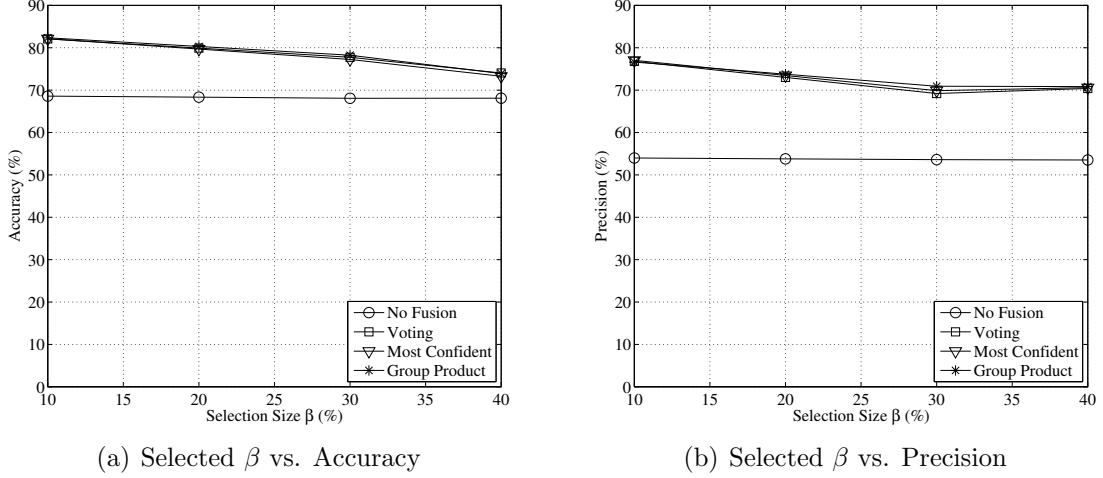 90
80
70
60
50
40
30
20
10
0
Accuracy (%)
No Fusion
Voting
Most Confident
Group Product
10 15 20 25 30 35 40
Selection Size β (%)
(a) Selected β vs. Accuracy
90
80
70
60
50
40
30
20
10
0
Precision (%)
No Fusion
Voting
Most Confident
Group Product
10 15 20 25 30 35 40
Selection Size β (%)
(b) Selected β vs. Precision